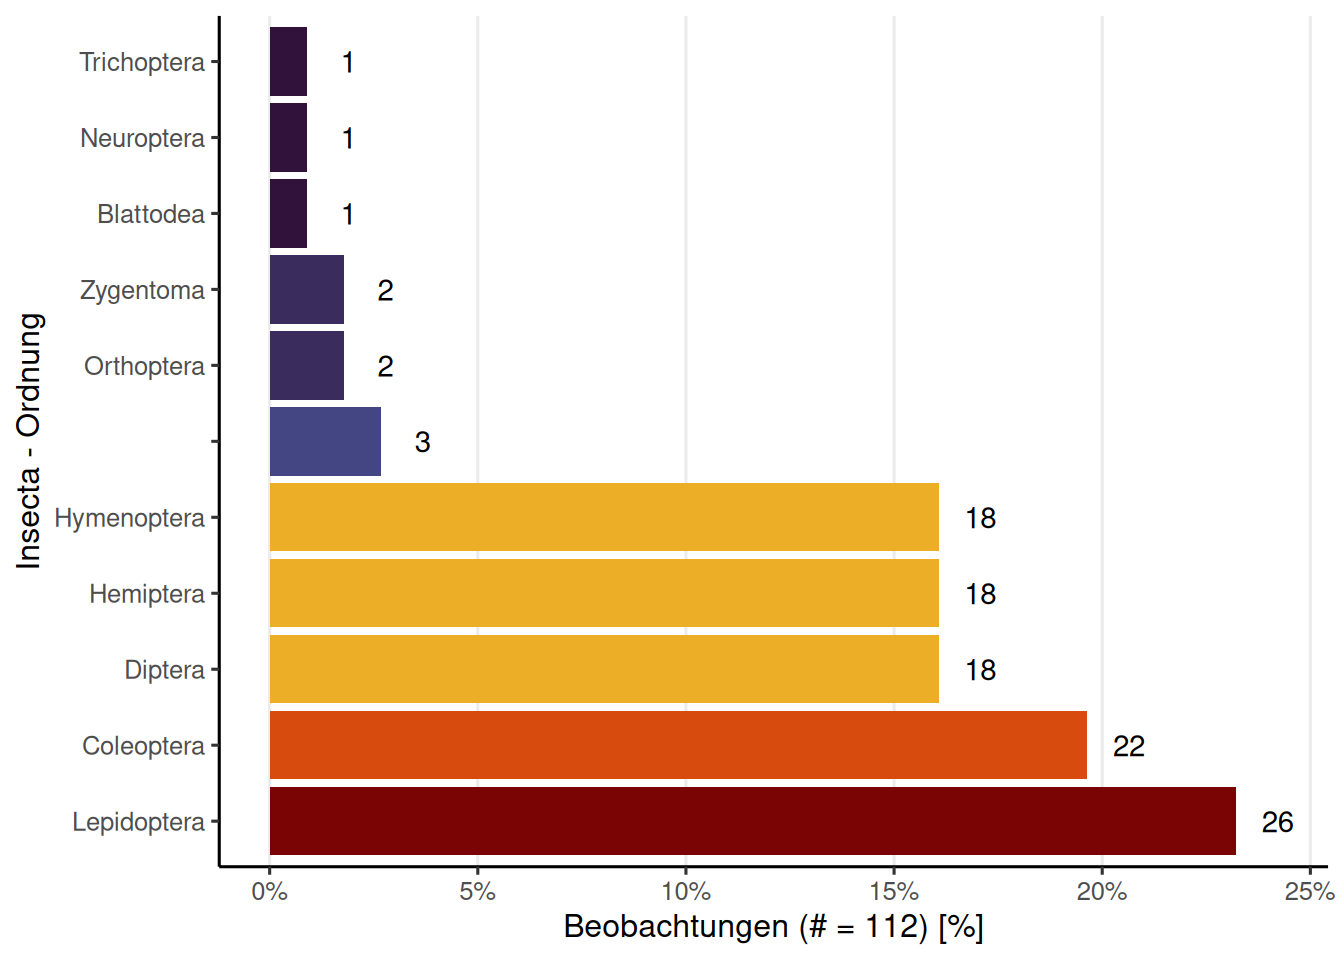 Trichoptera 1
Neuroptera 1
Blattodea 1
Zygentoma 2
Orthoptera 2
3
Hymenoptera 18
Hemiptera 18
Diptera 18
Coleoptera 22
Lepidoptera 26
Insecta - Ordnung
0% 5% 10% 15% 20% 25%
Beobachtungen (# = 112) [%]